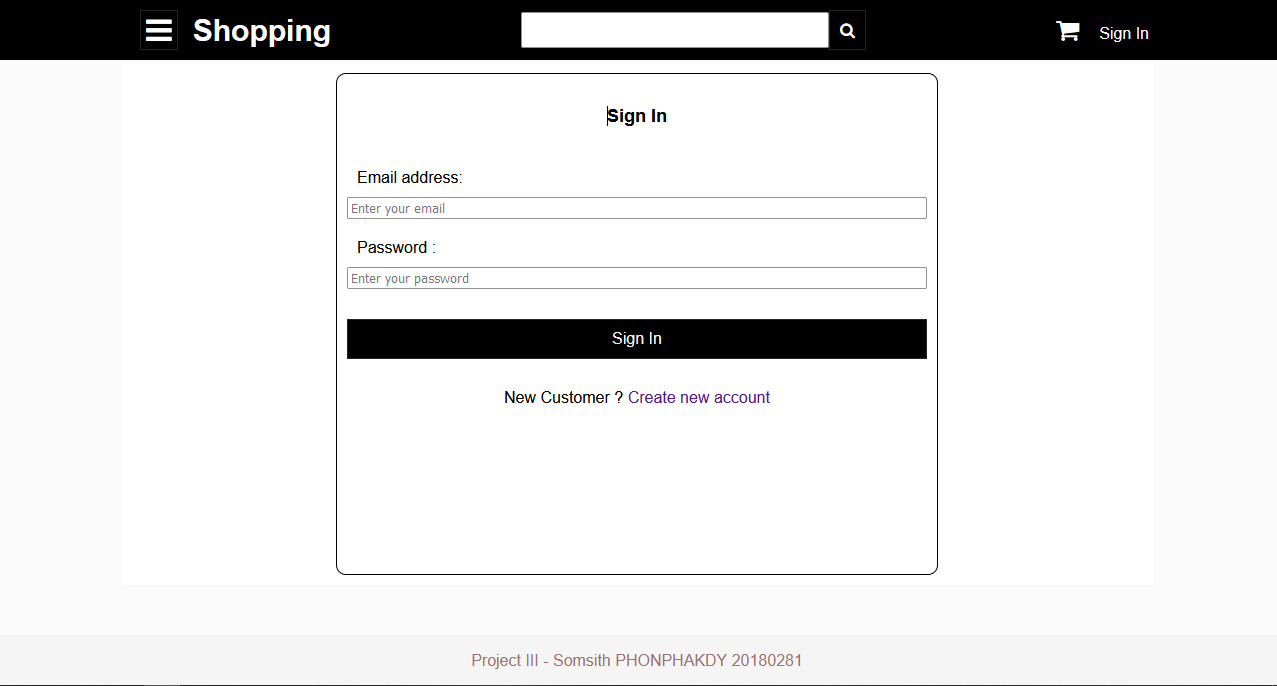 Shopping
Sign In
Sign In
Email address:
Enter your email
Password :
Enter your password
Sign In
New Customer ? Create new account
Project III - Somsith PHONPHAKDY 20180281